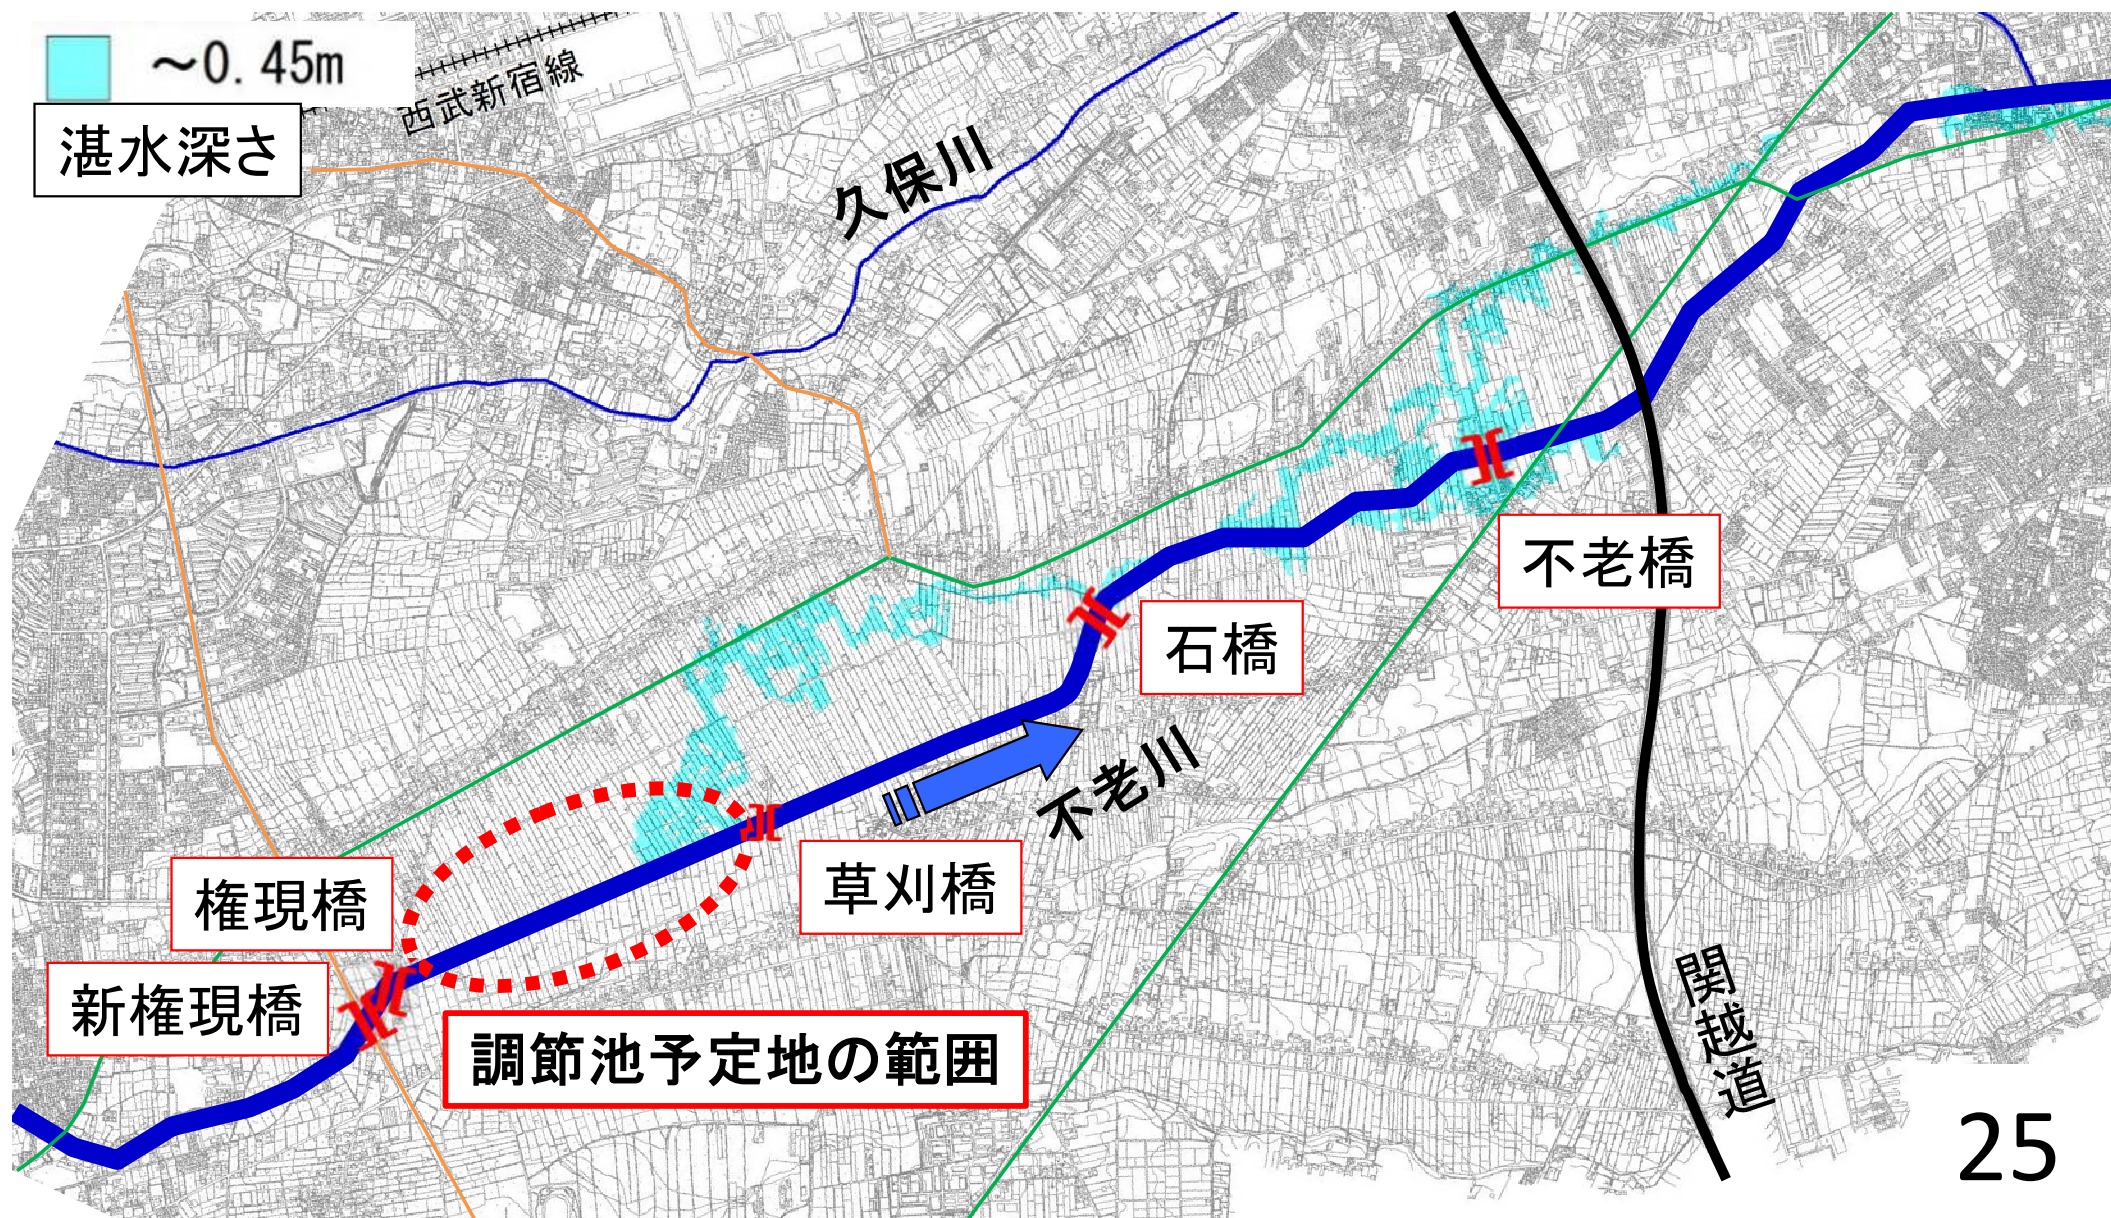 ～0.45m
湛水深さ
西武新宿線
久保川
不老橋
石橋
不老川
草刈橋
権現橋
新権現橋
調節池予定地の範囲
関越道
25